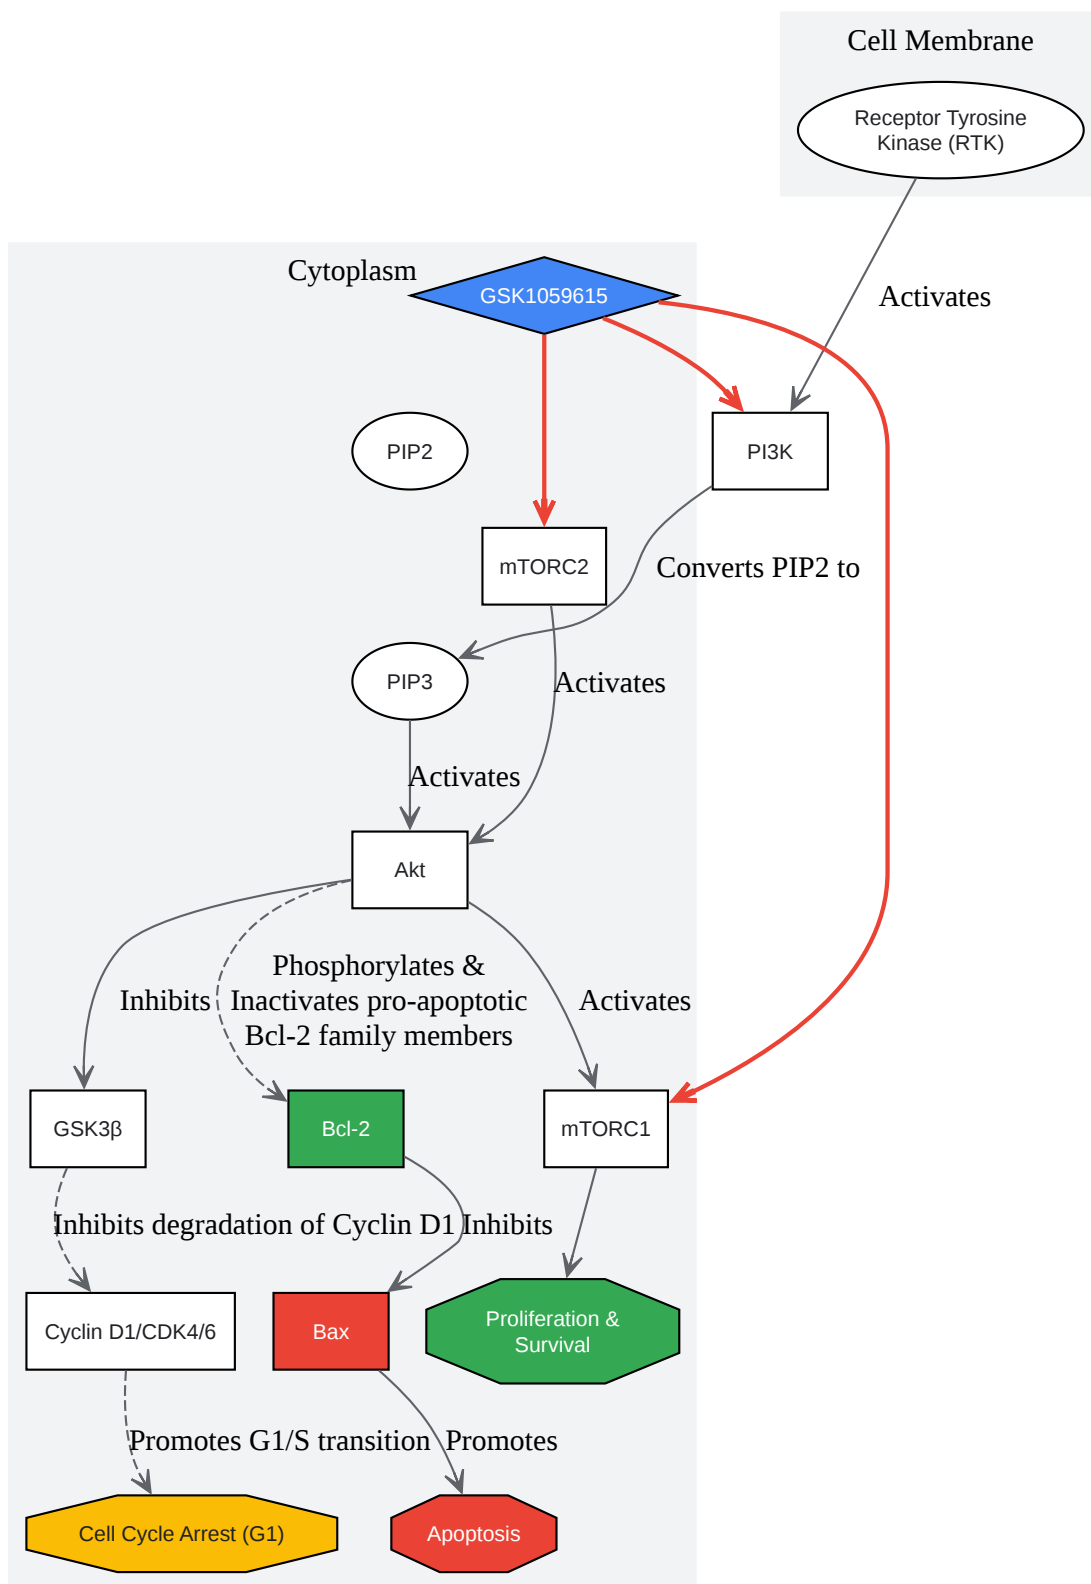 Cell Membrane
Receptor Tyrosine
Kinase (RTK)
Cytoplasm
GSK1059615
Activates
PIP2
PI3K
mTORC2
Converts PIP2 to
PIP3
Activates
Activates
Akt
Phosphorylates &
Inhibits
Inactivates pro-apoptotic
Activates
Bcl-2 family members
GSK3β
Bcl-2
mTORC1
Inhibits degradation of Cyclin D1
Inhibits
Cyclin D1/CDK4/6
Bax
Proliferation &
Survival
Promotes G1/S transition
Promotes
Cell Cycle Arrest (G1)
Apoptosis